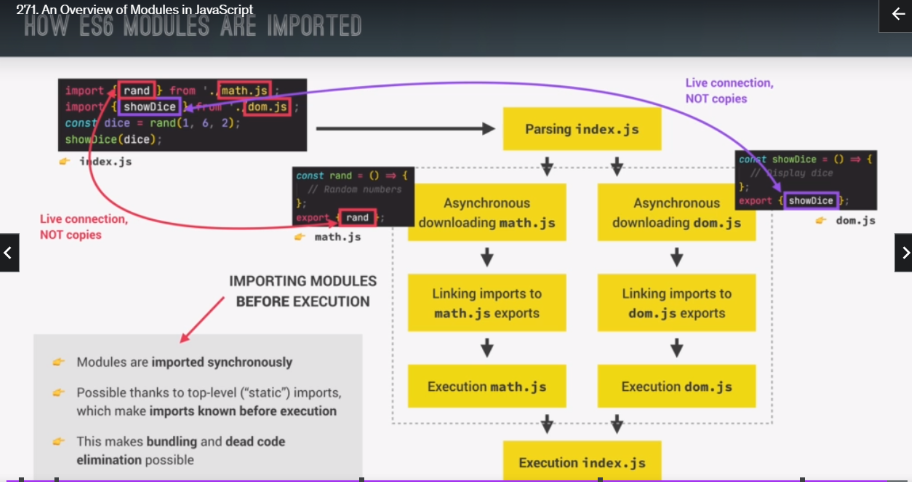 271. An Overview of Modules in JavaScript
HOW ES6 MODULES ARE IMPORTED
import { rand } from './math.js';
import { showDice } from './dom.js';
const dice = rand(1, 6, 2);
showDice(dice);
👉 index.js
Live connection,
NOT copies
Parsing index.js
const showDice = () => {
// Display dice
};
export { showDice };
👉 dom.js
const rand = () => {
// Random numbers
};
export { rand };
👉 math.js
Live connection,
NOT copies
Asynchronous
downloading math.js
Asynchronous
downloading dom.js
Linking imports to
math.js exports
Linking imports to
dom.js exports
Execution math.js
Execution dom.js
Execution index.js
IMPORTING MODULES
BEFORE EXECUTION
👉 Modules are imported synchronously
👉 Possible thanks to top-level (“static”) imports,
which make imports known before execution
👉 This makes bundling and dead code
elimination possible